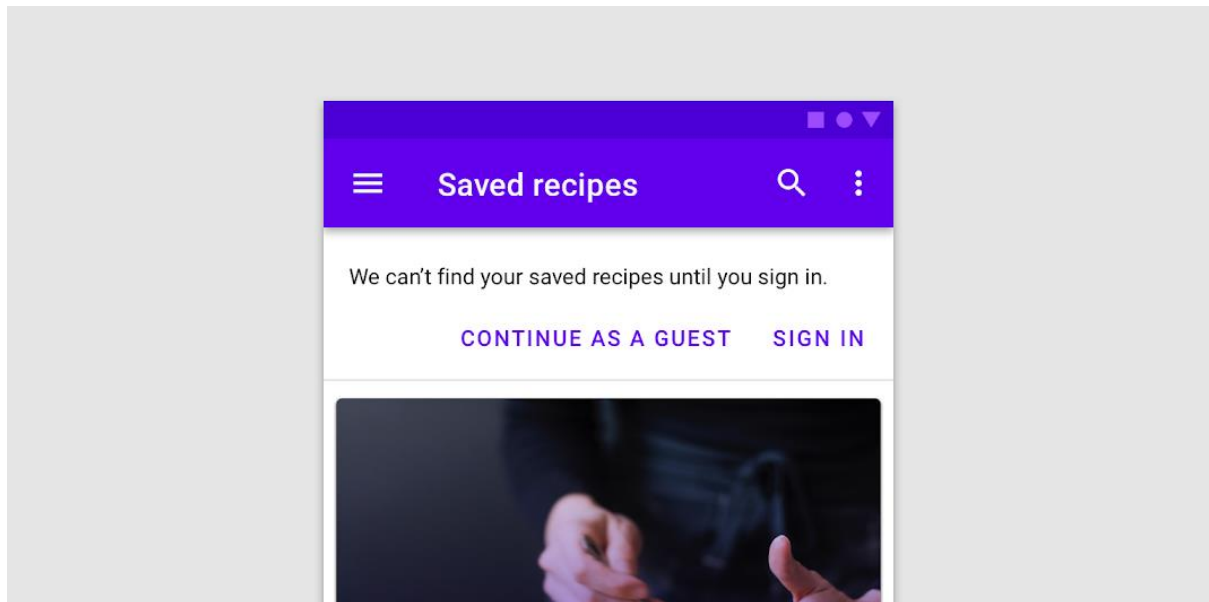 Saved recipes
We can’t find your saved recipes until you sign in.
CONTINUE AS A GUEST SIGN IN